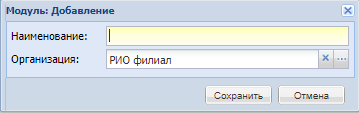 Модуль: Добавление
Наименование:
Организация: РИО филиал
Сохранить Отмена